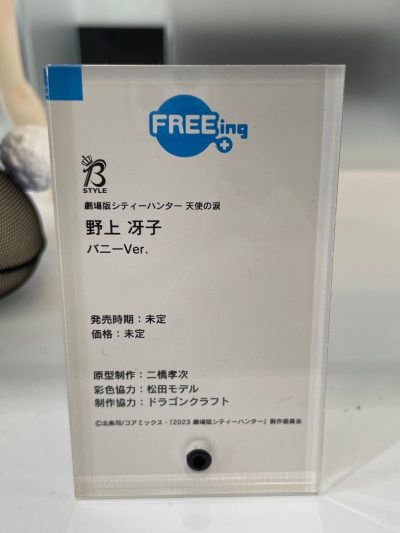 FREEing
B
STYLE
劇場版シティーハンター 天使の涙
野上 冴子
バニーVer.
発売時期：未定
価格：未定
原型制作：二橋孝次
彩色協力：松田モデル
制作協力：ドラゴンクラフト
©北条司/コアミックス・「2023 劇場版シティーハンター」製作委員会